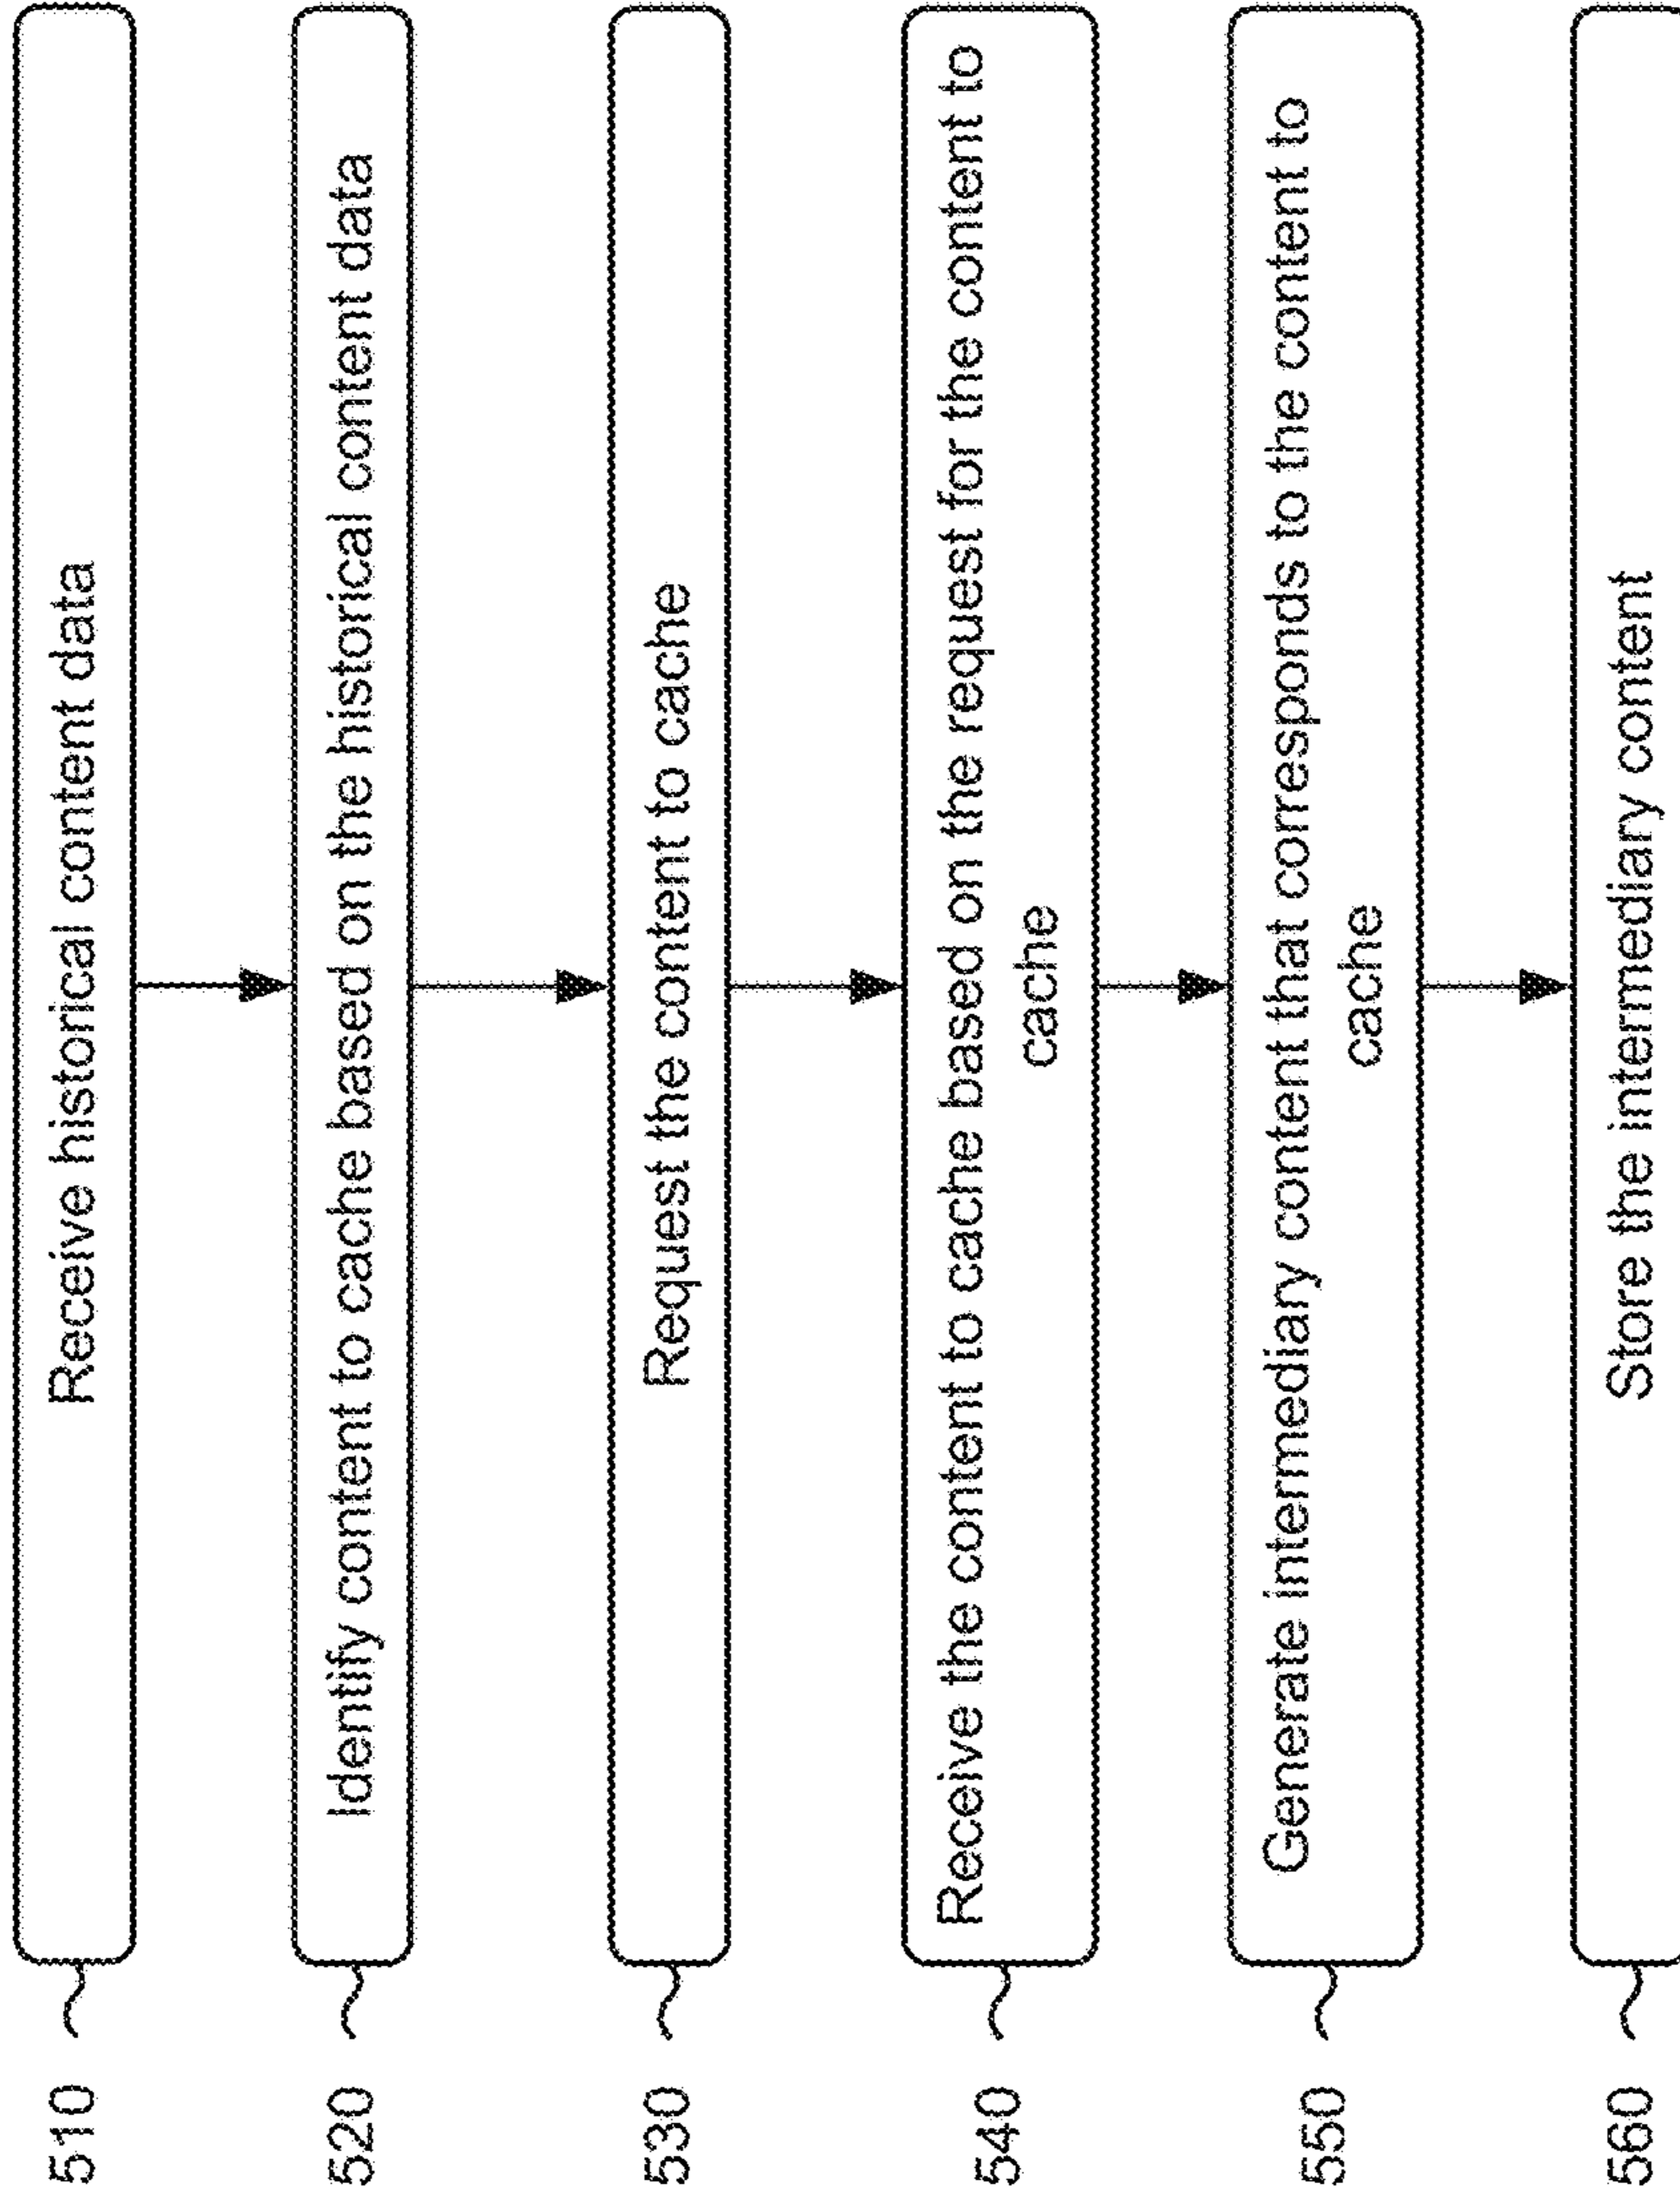 510
Receive historical content data
520
Identify content to cache based on the historical content data
530
Request the content to cache
540
Receive the content to cache based on the request for the content to
cache
550
Generate intermediary content that corresponds to the content to
cache
560
Store the intermediary content